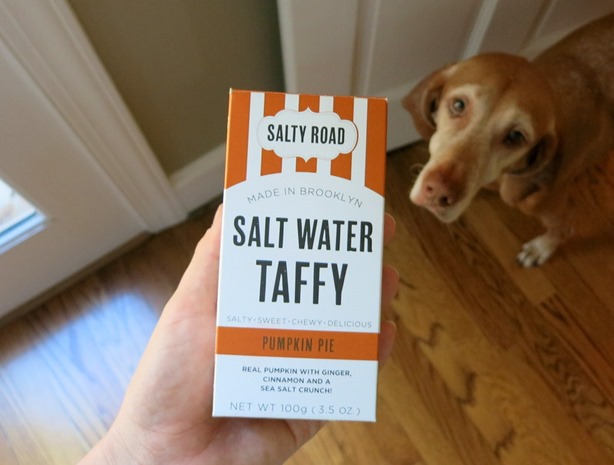 SALTY ROAD
MADE IN BROOKLYN
SALT WATER
TAFFY
SALTY·SWEET·CHEWY·DELICIOUS
PUMPKIN PIE
REAL PUMPKIN WITH GINGER,
CINNAMON AND A
SEA SALT CRUNCH!
NET WT 100g (3.5 OZ.)